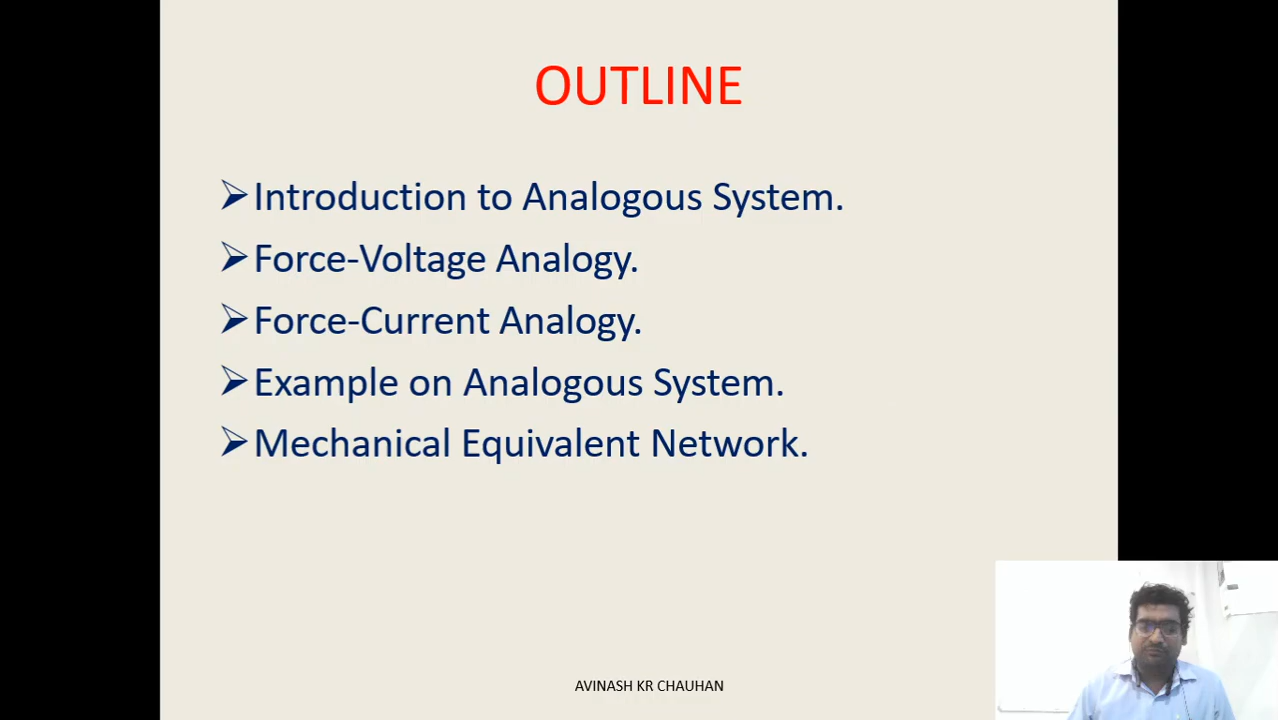 OUTLINE
➢Introduction to Analogous System.
➢Force-Voltage Analogy.
➢Force-Current Analogy.
➢Example on Analogous System.
➢Mechanical Equivalent Network.
AVINASH KR CHAUHAN